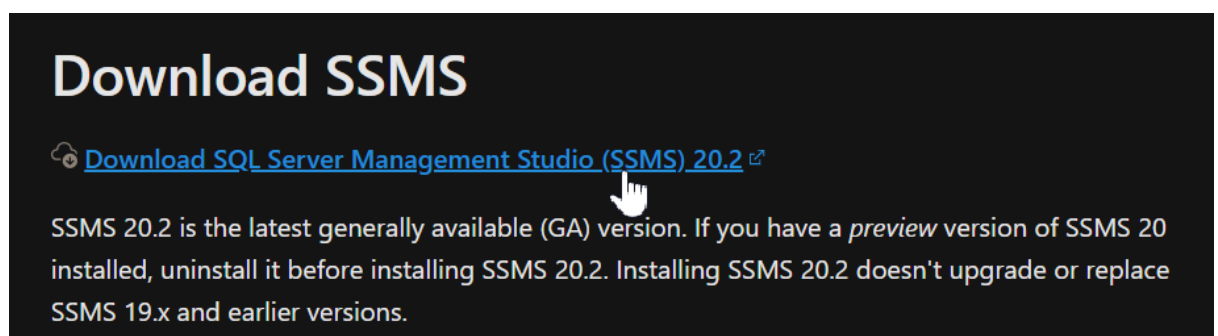 Download SSMS
Download SQL Server Management Studio (SSMS) 20.2
SSMS 20.2 is the latest generally available (GA) version. If you have a preview version of SSMS 20
installed, uninstall it before installing SSMS 20.2. Installing SSMS 20.2 doesn't upgrade or replace
SSMS 19.x and earlier versions.